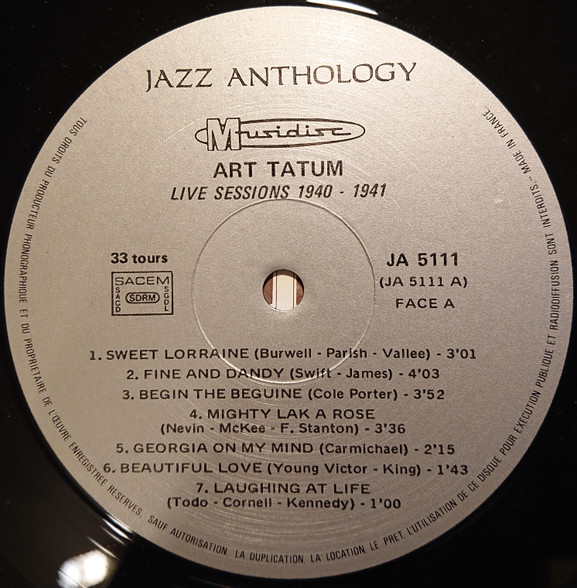 JAZZ ANTHOLOGY
Musidisc
ART TATUM
LIVE SESSIONS 1940 - 1941
33 tours
SACEM
SACD
SDRM
SGDL
JA 5111
(JA 5111 A)
FACE A
1. SWEET LORRAINE (Burwell - Parish - Vallee) - 3'01
2. FINE AND DANDY (Swift - James) - 4'03
3. BEGIN THE BEGUINE (Cole Porter) - 3'52
4. MIGHTY LAK A ROSE
(Nevin - McKee - F. Stanton) - 3'36
5. GEORGIA ON MY MIND (Carmichael) - 2'15
6. BEAUTIFUL LOVE (Young Victor - King) - 1'43
7. LAUGHING AT LIFE
(Todo - Cornell - Kennedy) - 1'00
TOUS DROITS DU PRODUCTEUR PHONOGRAPHIQUE ET DU PROPRIETAIRE DE L'ŒUVRE ENREGISTREE RESERVES. SAUF AUTORISATION, LA DUPLICATION, LA LOCATION, LE PRET, L'UTILISATION DE CE DISQUE POUR EXECUTION PUBLIQUE ET RADIODIFFUSION SONT INTERDITS. - MADE IN FRANCE.